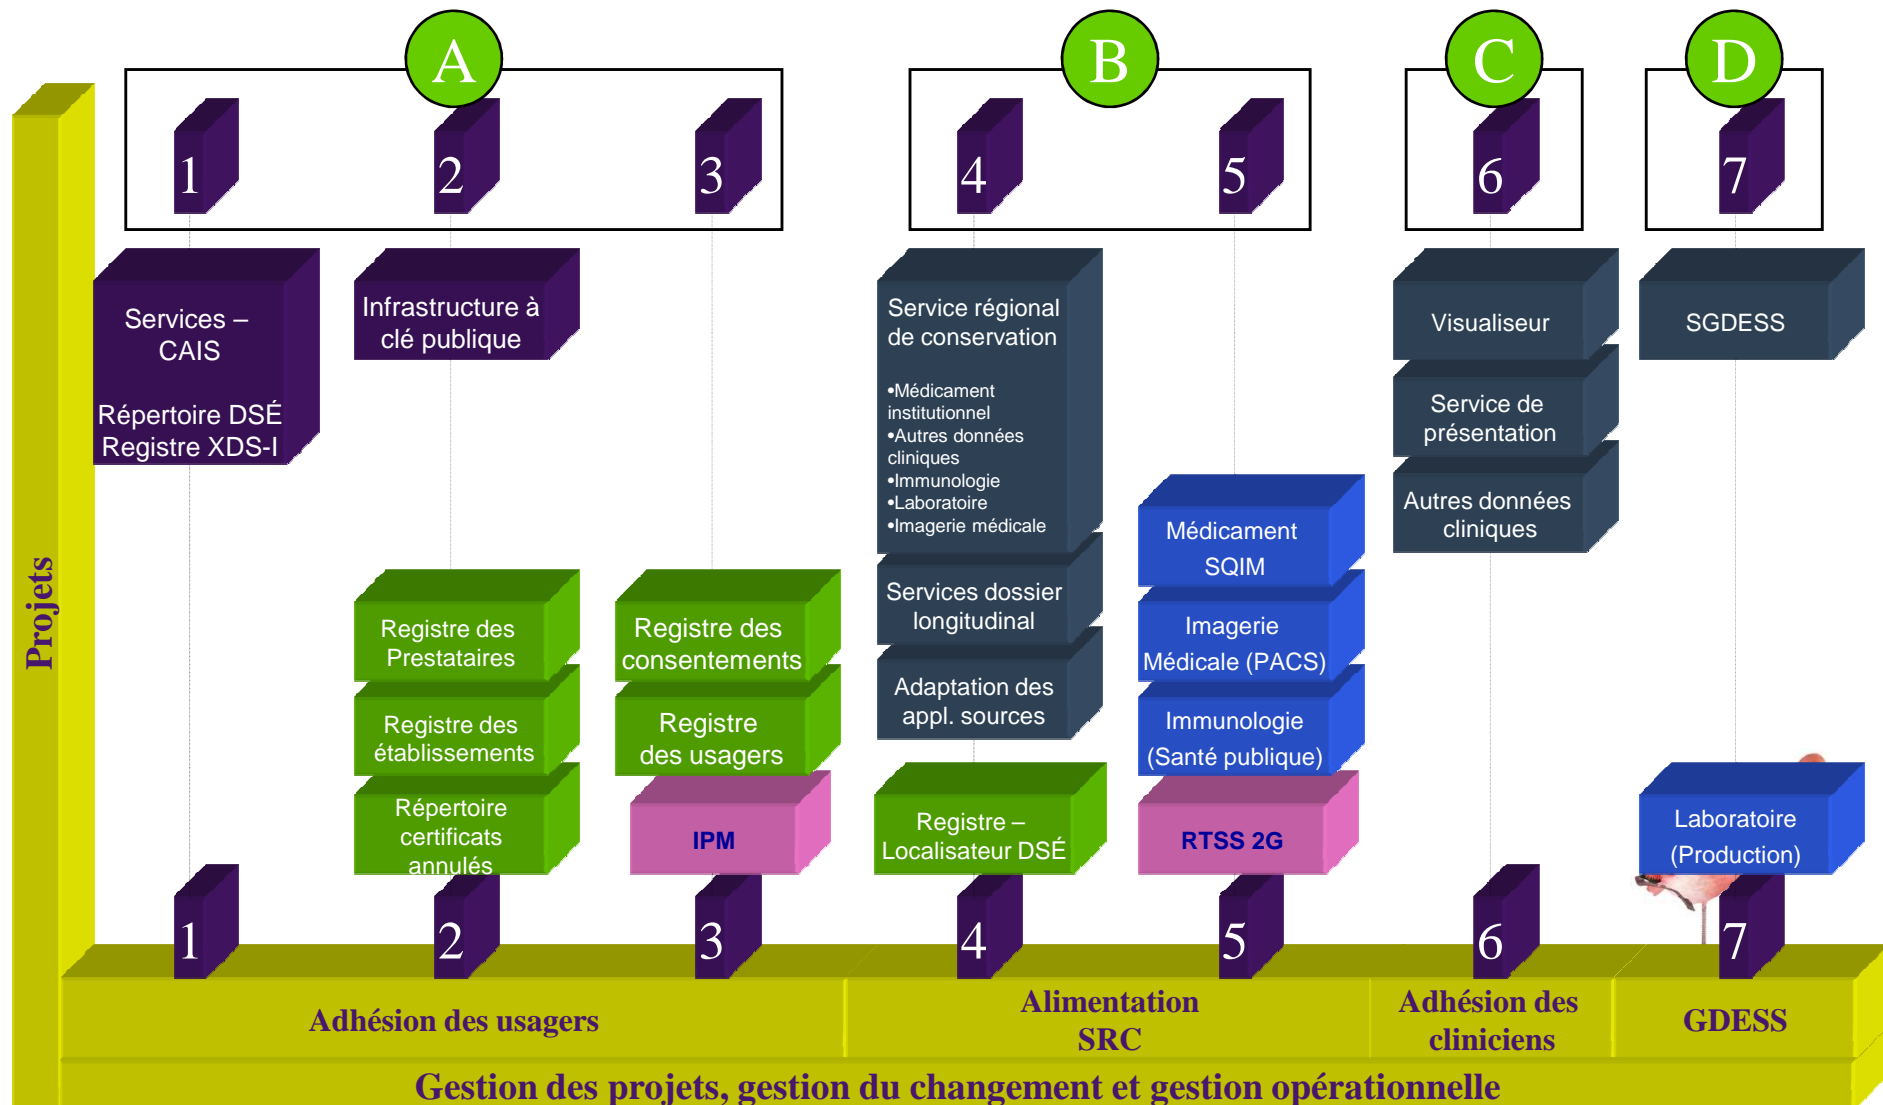 A
B
C
D
1
2
3
4
5
6
7
Services –
CAIS
Répertoire DSÉ
Registre XDS-I
Infrastructure à
clé publique
Registre des
Prestataires
Registre des
établissements
Répertoire
certificats
annulés
Registre des
consentements
Registre
des usagers
IPM
Service régional
de conservation
•Médicament
institutionnel
•Autres données
cliniques
•Immunologie
•Laboratoire
•Imagerie médicale
Services dossier
longitudinal
Adaptation des
appl. sources
Registre –
Localisateur DSÉ
Médicament
SQIM
Imagerie
Médicale (PACS)
Immunologie
(Santé publique)
RTSS 2G
Visualiseur
Service de
présentation
Autres données
cliniques
SGDESS
Laboratoire
(Production)
Projets
1
2
3
4
5
6
7
Adhésion des usagers
Alimentation
SRC
Adhésion des
cliniciens
GDESS
Gestion des projets, gestion du changement et gestion opérationnelle